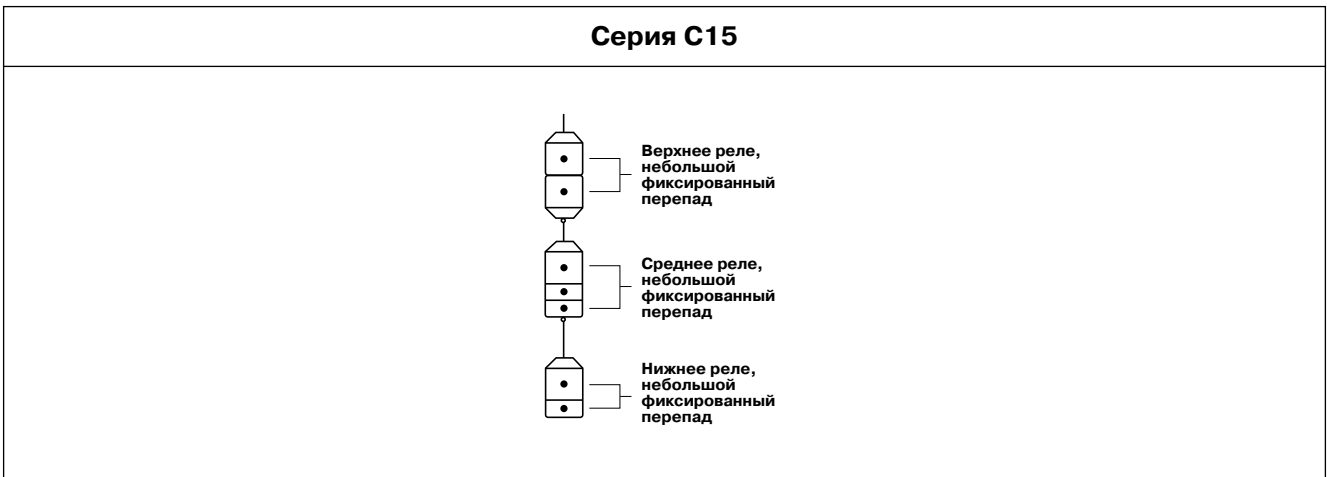 Серия C15
Верхнее реле,
небольшой
фиксированный
перепад
Среднее реле,
небольшой
фиксированный
перепад
Нижнее реле,
небольшой
фиксированный
перепад